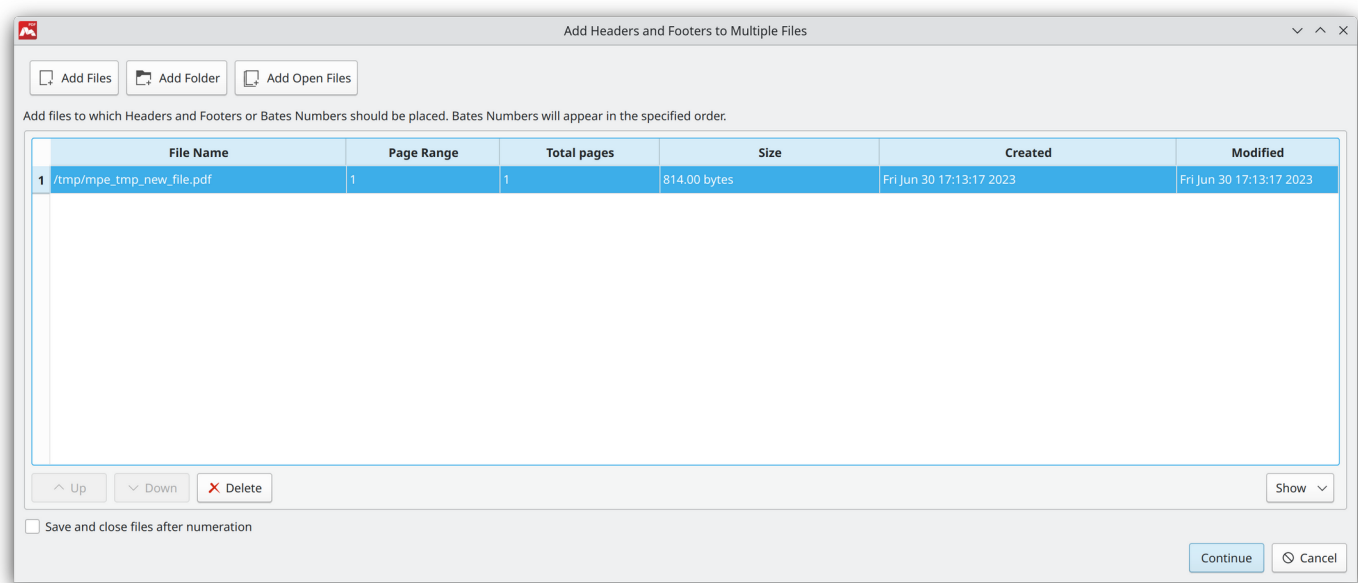 PDF
Add Headers and Footers to Multiple Files
Add Files Add Folder Add Open Files
Add files to which Headers and Footers or Bates Numbers should be placed. Bates Numbers will appear in the specified order.
File Name Page Range Total pages Size Created Modified
1 /tmp/mpe_tmp_new_file.pdf 1 1 814.00 bytes Fri Jun 30 17:13:17 2023 Fri Jun 30 17:13:17 2023
Up Down Delete Show
Save and close files after numeration
Continue Cancel